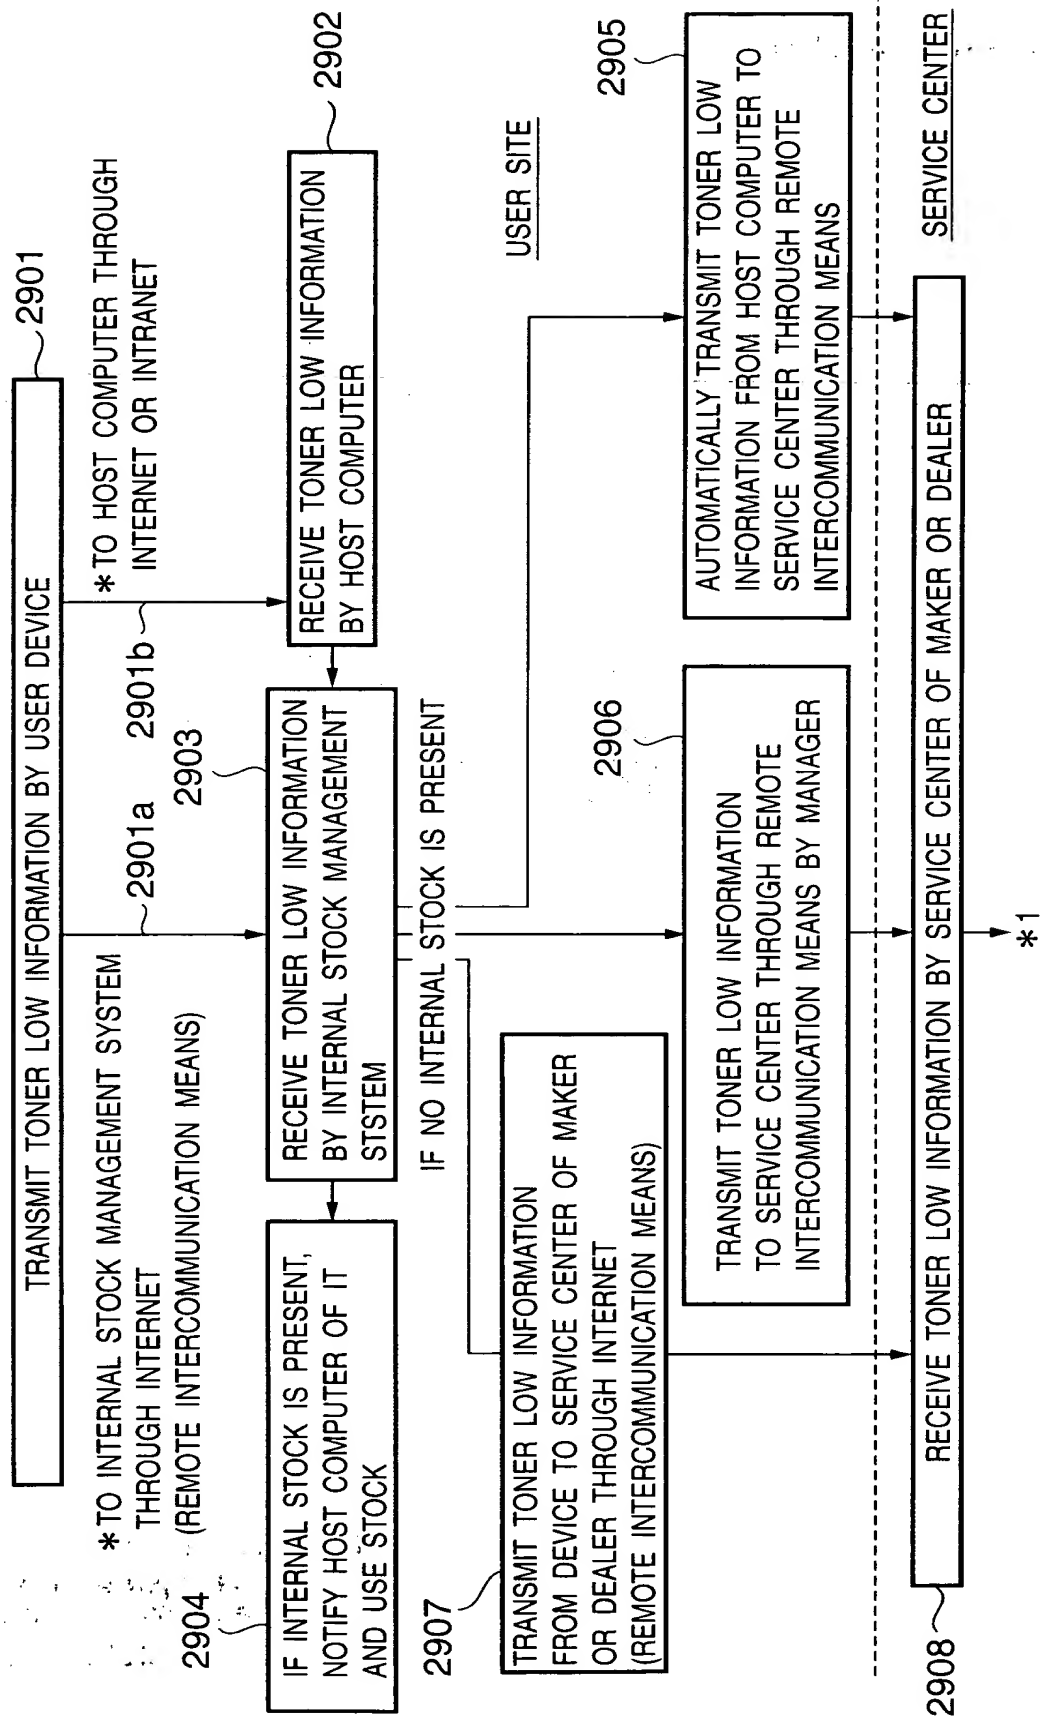 2901
TRANSMIT TONER LOW INFORMATION BY USER DEVICE
*TO INTERNAL STOCK MANAGEMENT SYSTEM
THROUGH INTERNET
(REMOTE INTERCOMMUNICATION MEANS)
2901a
2901b
*TO HOST COMPUTER THROUGH
INTERNET OR INTRANET
2904
IF INTERNAL STOCK IS PRESENT,
NOTIFY HOST COMPUTER OF IT
AND USE STOCK
2903
RECEIVE TONER LOW INFORMATION
BY INTERNAL STOCK MANAGEMENT
STSTEM
2902
RECEIVE TONER LOW INFORMATION
BY HOST COMPUTER
IF NO INTERNAL STOCK IS PRESENT
USER SITE
2907
TRANSMIT TONER LOW INFORMATION
FROM DEVICE TO SERVICE CENTER OF MAKER
OR DEALER THROUGH INTERNET
(REMOTE INTERCOMMUNICATION MEANS)
2906
TRANSMIT TONER LOW INFORMATION
TO SERVICE CENTER THROUGH REMOTE
INTERCOMMUNICATION MEANS BY MANAGER
2905
AUTOMATICALLY TRANSMIT TONER LOW
INFORMATION FROM HOST COMPUTER TO
SERVICE CENTER THROUGH REMOTE
INTERCOMMUNICATION MEANS
SERVICE CENTER
2908
RECEIVE TONER LOW INFORMATION BY SERVICE CENTER OF MAKER OR DEALER
*1